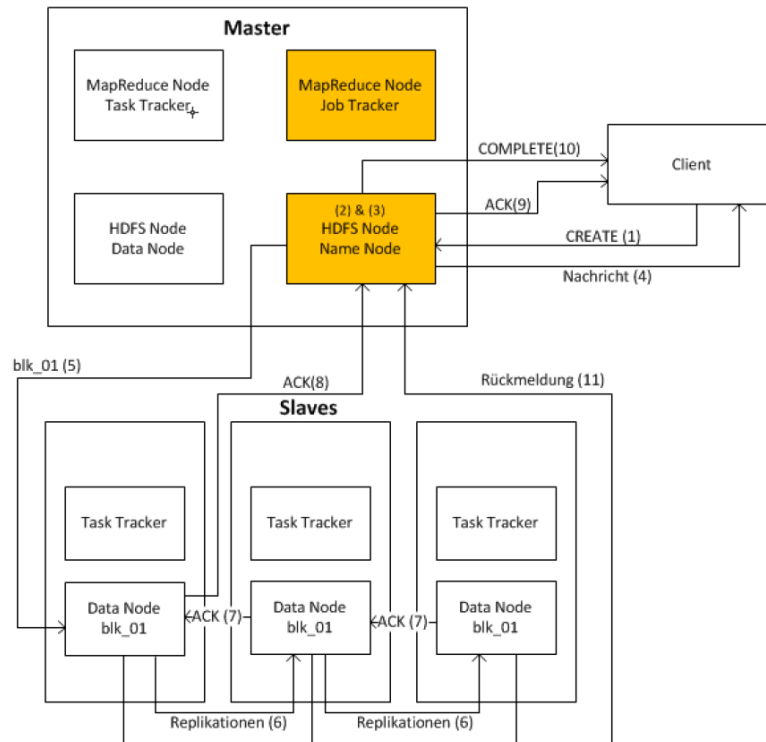 Master
MapReduce Node
Task Tracker
MapReduce Node
Job Tracker
COMPLETE(10)
Client
HDFS Node
Data Node
(2) & (3)
HDFS Node
Name Node
ACK(9)
CREATE (1)
Nachricht (4)
blk_01 (5)
ACK(8)
Rückmeldung (11)
Slaves
Task Tracker
Task Tracker
Task Tracker
Data Node
blk_01
ACK (7)
Data Node
blk_01
ACK (7)
Data Node
blk_01
Replikationen (6)
Replikationen (6)